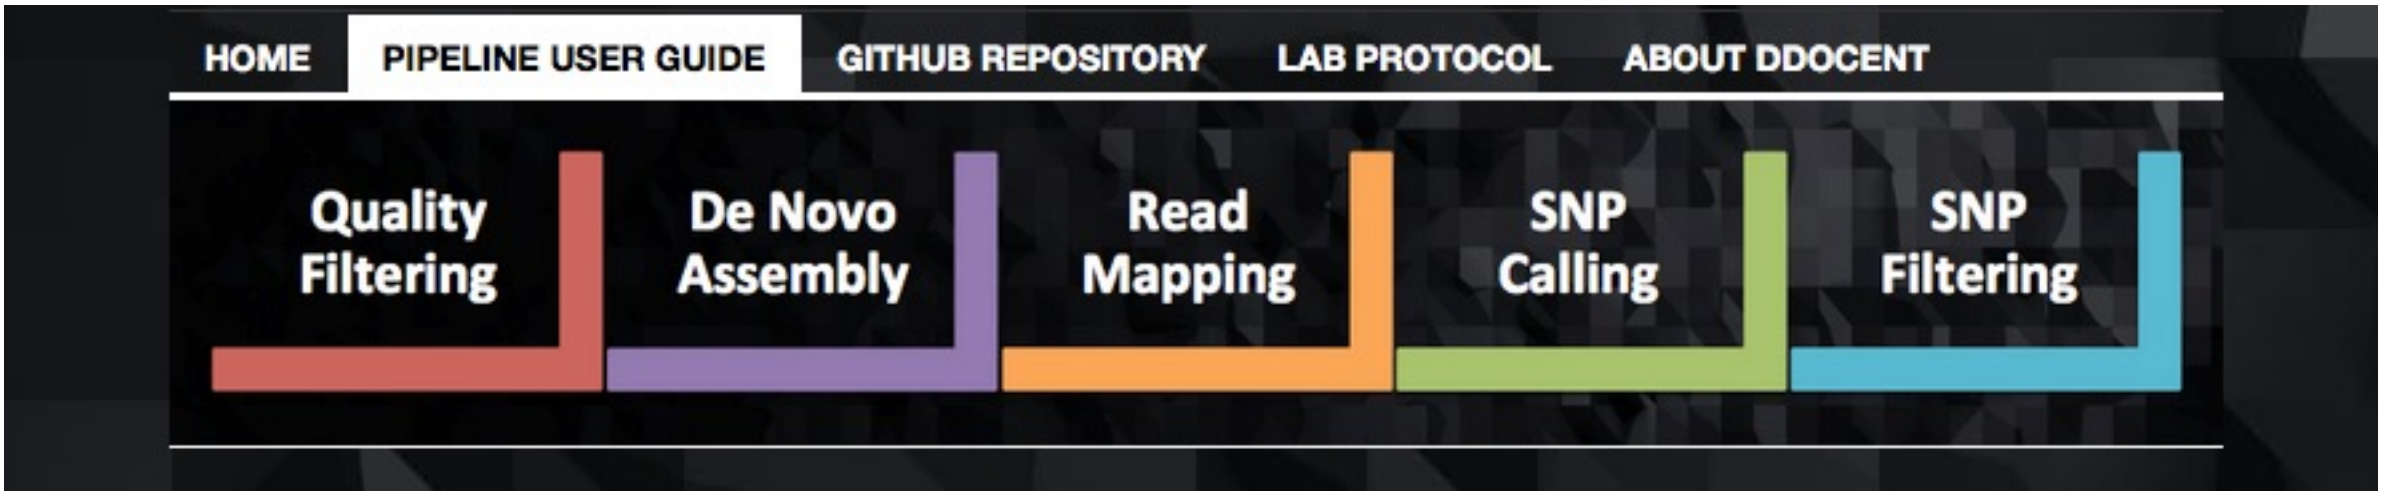 HOME PIPELINE USER GUIDE GITHUB REPOSITORY LAB PROTOCOL ABOUT DDOCENT
Quality
Filtering
De Novo
Assembly
Read
Mapping
SNP
Calling
SNP
Filtering